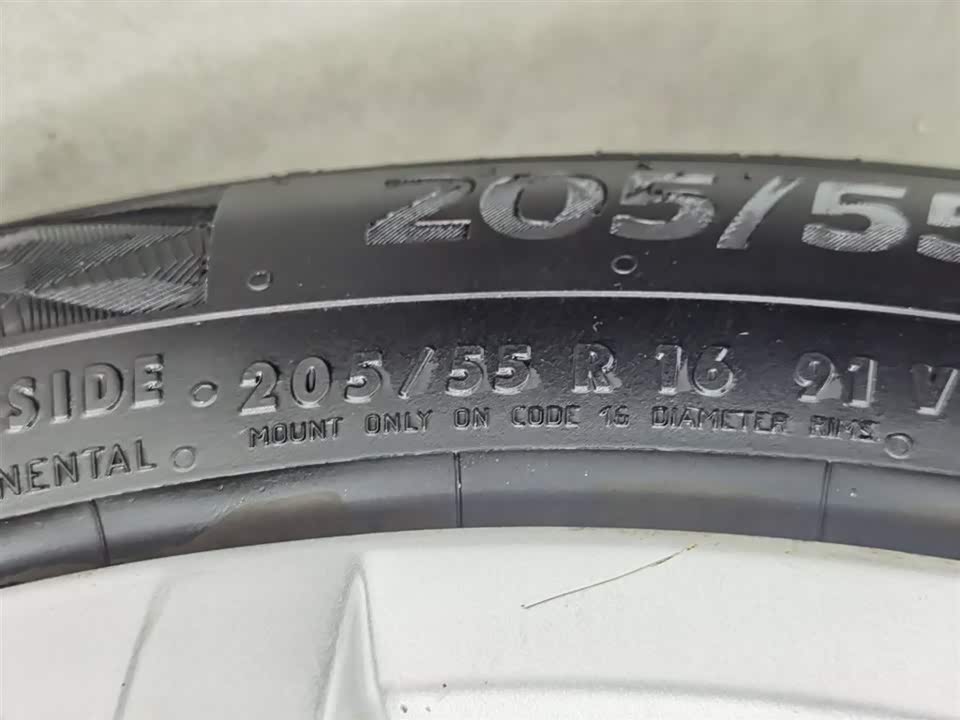 205/55
SIDE • 205/55 R 16 91 V
MOUNT ONLY ON CODE 16 DIAMETER RIMS.
NENTAL